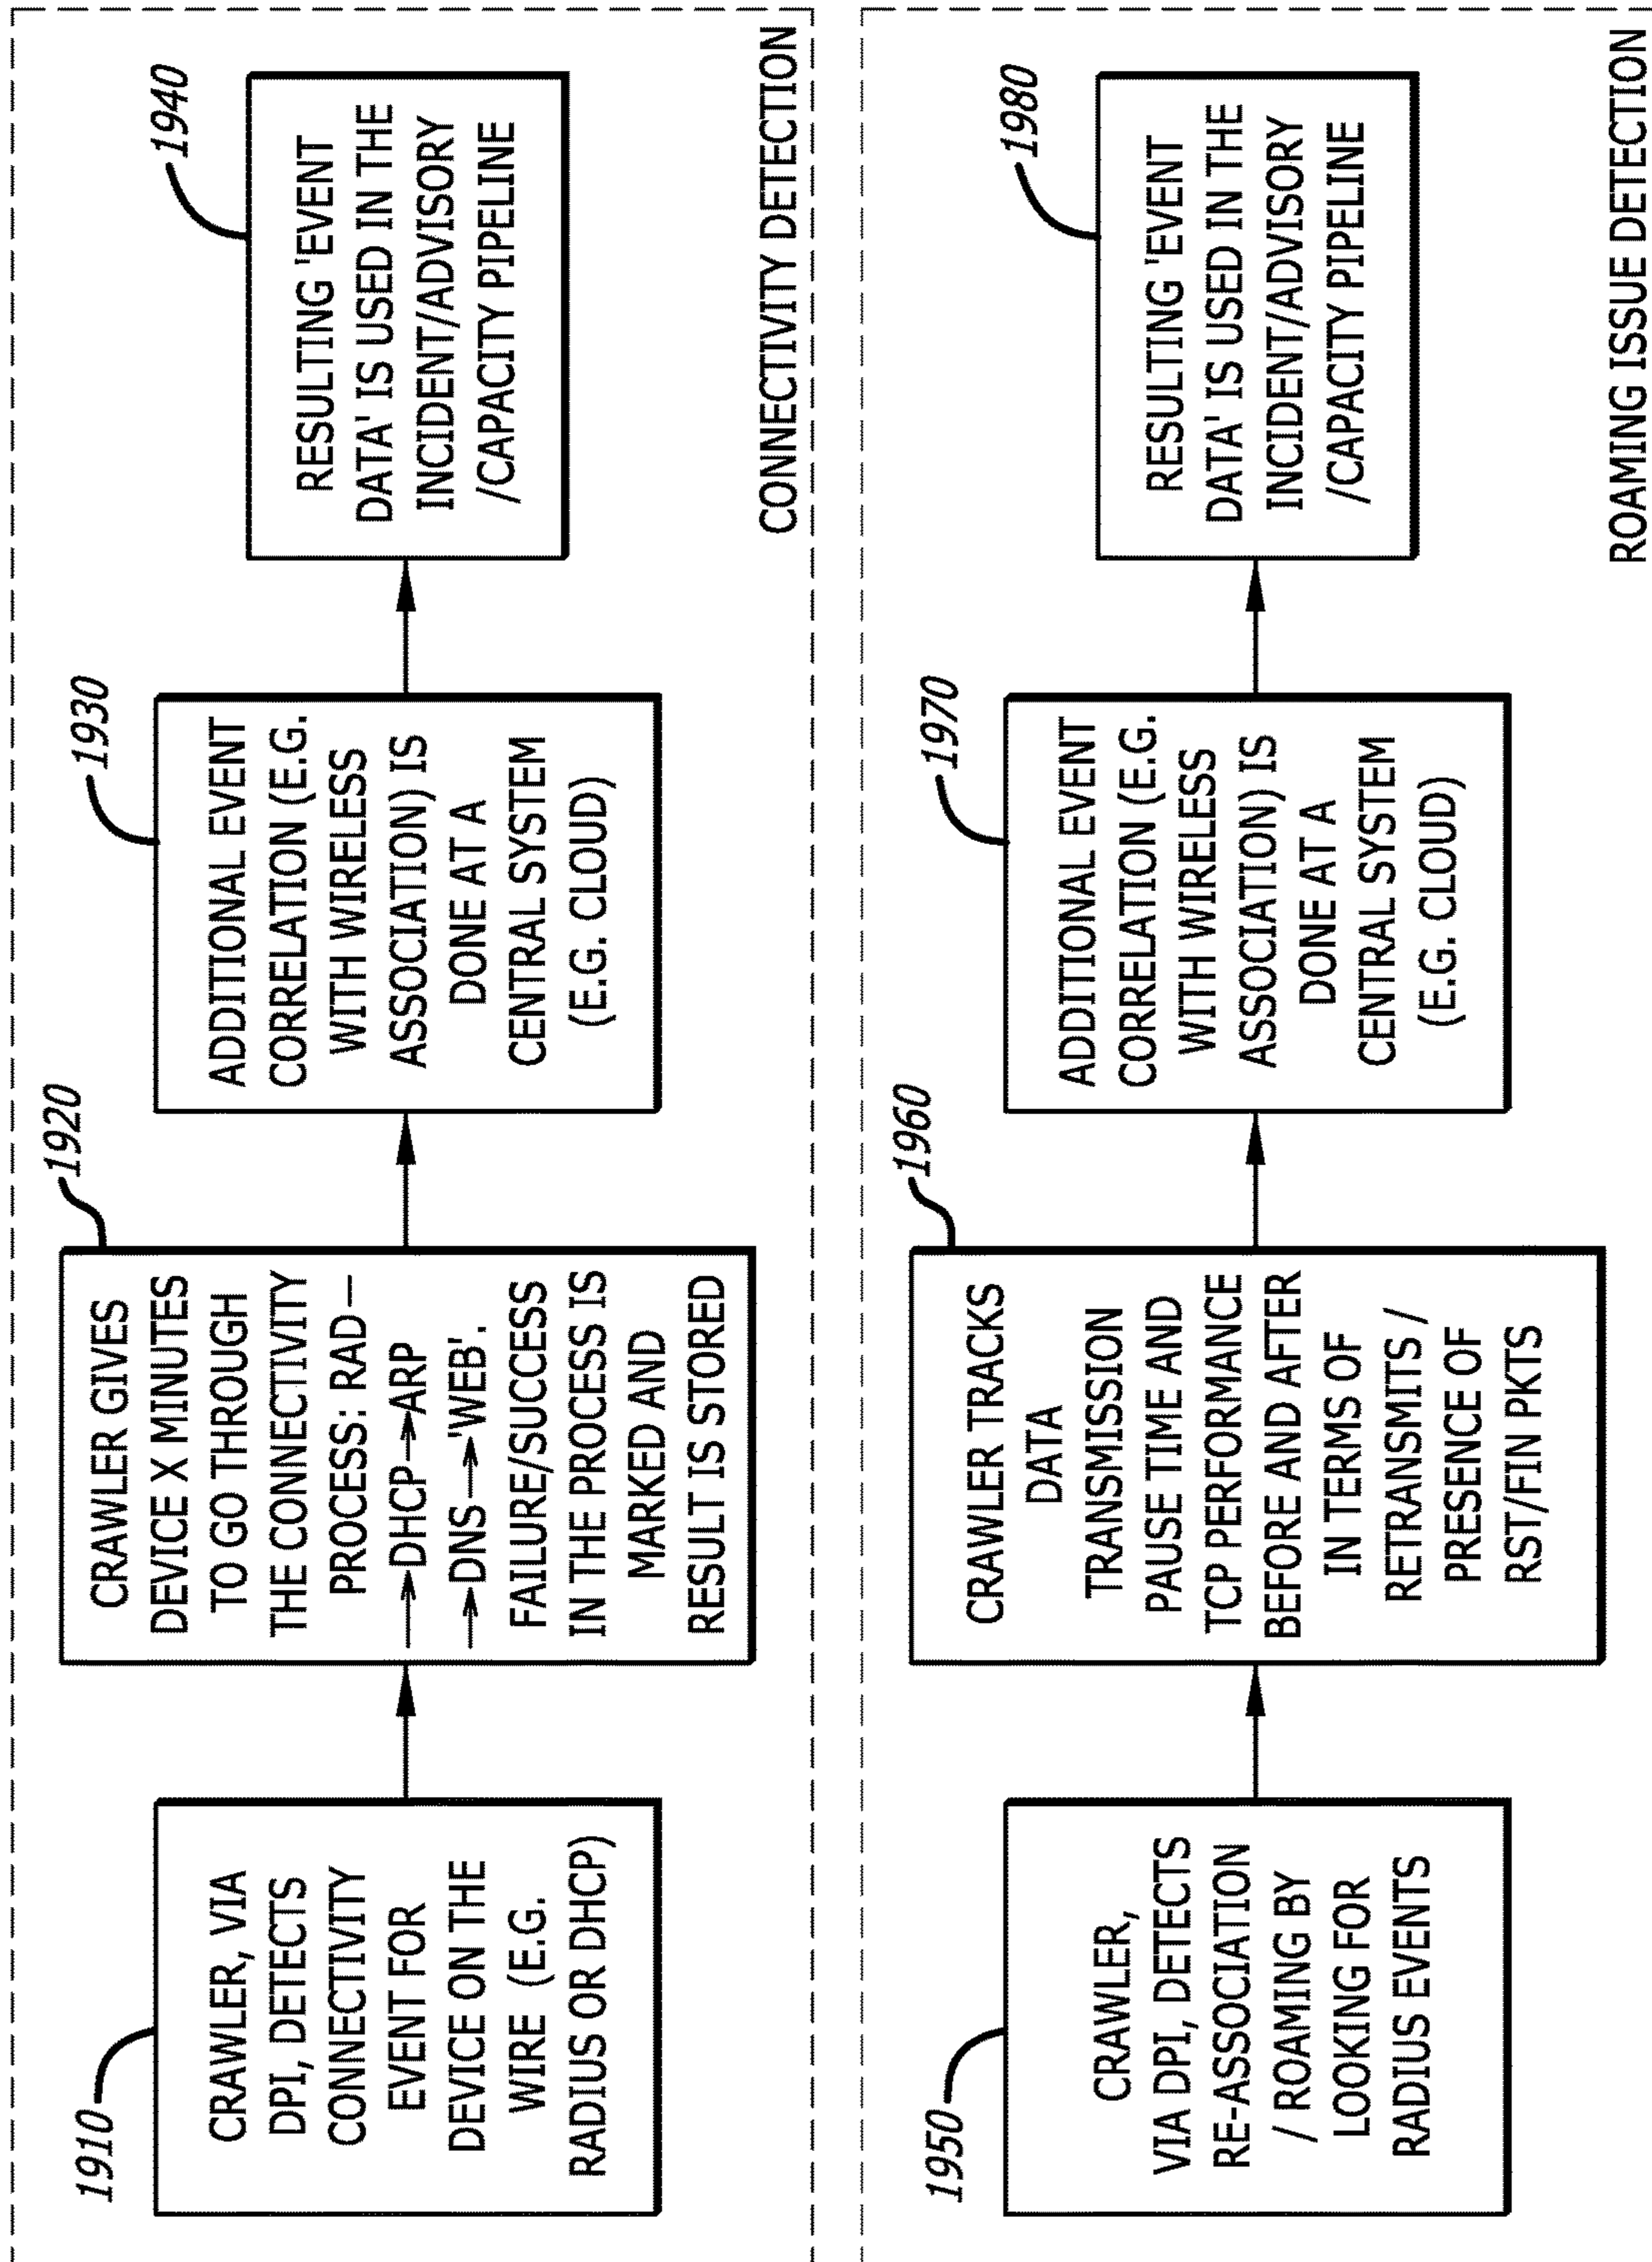 1910
CRAWLER, VIA
DPI, DETECTS
CONNECTIVITY
EVENT FOR
DEVICE ON THE
WIRE (E.G.
RADIUS OR DHCP)
1920
CRAWLER GIVES
DEVICE X MINUTES
TO GO THROUGH
THE CONNECTIVITY
PROCESS: RAD—
→DHCP→ARP
→DNS—→'WEB'.
FAILURE/SUCCESS
IN THE PROCESS IS
MARKED AND
RESULT IS STORED
1930
ADDITIONAL EVENT
CORRELATION (E.G.
WITH WIRELESS
ASSOCIATION) IS
DONE AT A
CENTRAL SYSTEM
(E.G. CLOUD)
1940
RESULTING 'EVENT
DATA' IS USED IN THE
INCIDENT/ADVISORY
/CAPACITY PIPELINE
CONNECTIVITY DETECTION
1950
CRAWLER,
VIA DPI, DETECTS
RE-ASSOCIATION
/ ROAMING BY
LOOKING FOR
RADIUS EVENTS
1960
CRAWLER TRACKS
DATA
TRANSMISSION
PAUSE TIME AND
TCP PERFORMANCE
BEFORE AND AFTER
IN TERMS OF
RETRANSMITS /
PRESENCE OF
RST/FIN PKTS
1970
ADDITIONAL EVENT
CORRELATION (E.G.
WITH WIRELESS
ASSOCIATION) IS
DONE AT A
CENTRAL SYSTEM
(E.G. CLOUD)
1980
RESULTING 'EVENT
DATA' IS USED IN THE
INCIDENT/ADVISORY
/CAPACITY PIPELINE
ROAMING ISSUE DETECTION